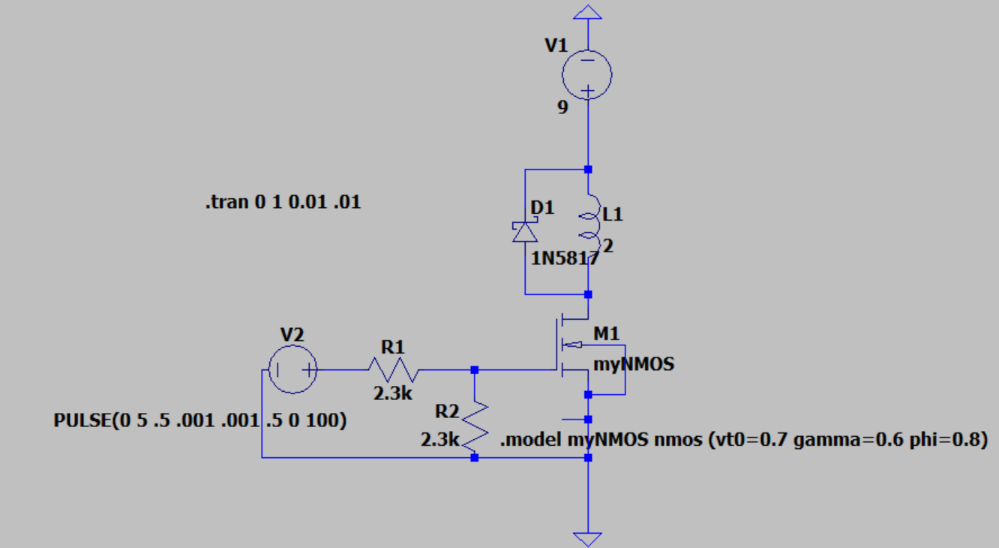 V1
9
.tran 0 1 0.01 .01
D1
L1
1N5817
2
V2
R1
M1
myNMOS
2.3k
PULSE(0 5 .5 .001 .001 .5 0 100)
R2
2.3k
.model myNMOS nmos (vt0=0.7 gamma=0.6 phi=0.8)